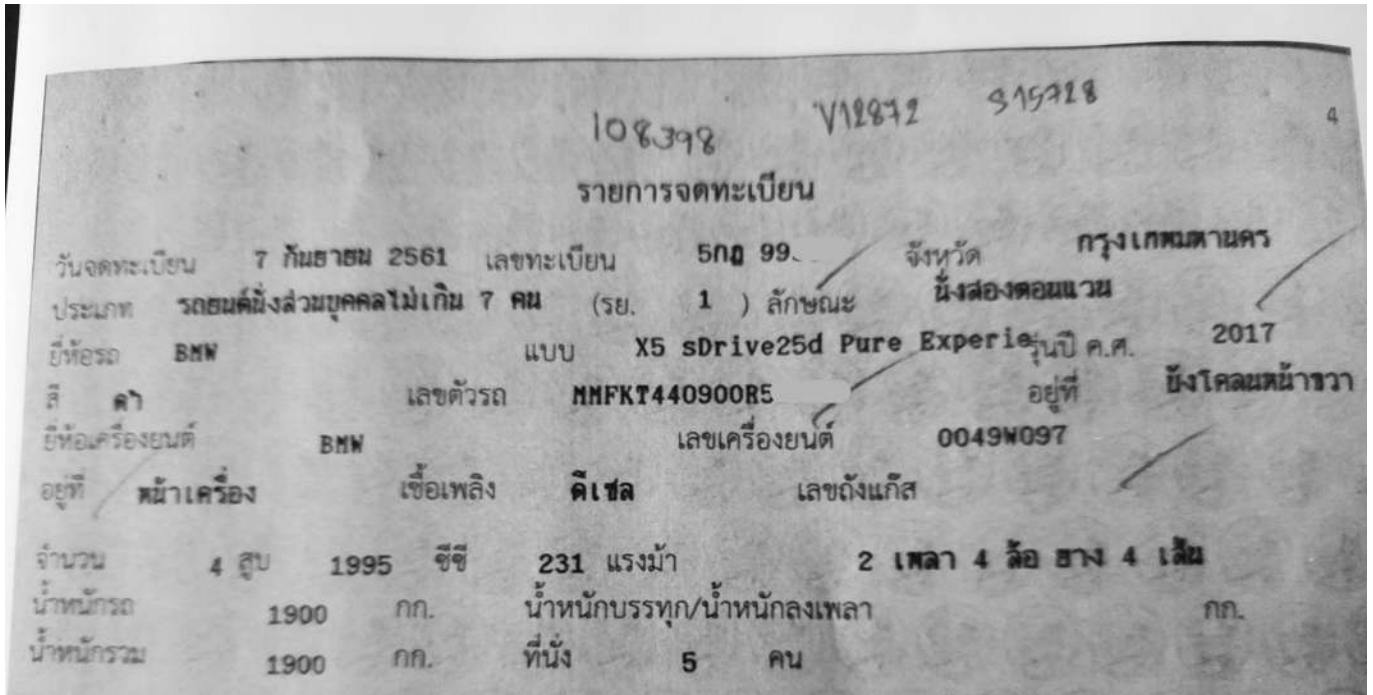 108398 V12872 S15728
4
รายการจดทะเบียน
วันจดทะเบียน 7 กันยายน 2561 เลขทะเบียน 5กฎ 99 จังหวัด กรุงเทพมหานคร
ประเภท รถยนต์นั่งส่วนบุคคลไม่เกิน 7 คน (รย. 1 ) ลักษณะ นั่งสองตอนแวน
ยี่ห้อรถ BMW แบบ X5 sDrive25d Pure Experie รุ่นปี ค.ศ. 2017
สี ดำ เลขตัวรถ MMFKT440900R5 อยู่ที่ ยังโคลนหน้าขวา
ยี่ห้อเครื่องยนต์ BMW เลขเครื่องยนต์ 0049W097
อยู่ที่ หน้าเครื่อง เชื้อเพลิง ดีเซล เลขถังแก๊ส
จำนวน 4 สูบ 1995 ซีซี 231 แรงม้า 2 เพลา 4 ล้อ ยาง 4 เส้น
น้ำหนักรถ 1900 กก. น้ำหนักบรรทุก/น้ำหนักลงเพลา กก.
น้ำหนักรวม 1900 กก. ที่นั่ง 5 คน